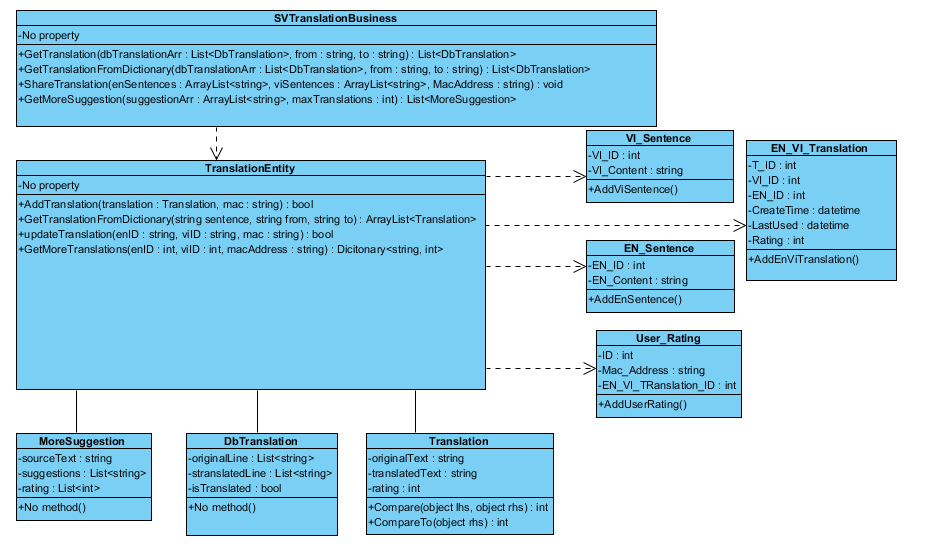 SVTranslationBusiness
-No property
+GetTranslation(dbTranslationArr : List<DbTranslation>, from : string, to : string) : List<DbTranslation>
+GetTranslationFromDictionary(dbTranslationArr : List<DbTranslation>, from : string, to : string) : List<DbTranslation>
+ShareTranslation(enSentences : ArrayList<string>, viSentences : ArrayList<string>, MacAddress : string) : void
+GetMoreSuggestion(suggestionArr : ArrayList<string>, maxTranslations : int) : List<MoreSuggestion>
TranslationEntity
-No property
+AddTranslation(translation : Translation, mac : string) : bool
+GetTranslationFromDictionary(string sentence, string from, string to) : ArrayList<Translation>
+updateTranslation(enID : string, viID : string, mac : string) : bool
+GetMoreTranslations(enID : int, viID : int, macAddress : string) : Dicitonary<string, int>
VI_Sentence
-VI_ID : int
-VI_Content : string
+AddViSentence()
EN_VI_Translation
-T_ID : int
-VI_ID : int
-EN_ID : int
-CreateTime : datetime
-LastUsed : datetime
-Rating : int
+AddEnViTranslation()
EN_Sentence
-EN_ID : int
-EN_Content : string
+AddEnSentence()
User_Rating
-ID : int
-Mac_Address : string
-EN_VI_TRanslation_ID : int
+AddUserRating()
MoreSuggestion
-sourceText : string
-suggestions : List<string>
-rating : List<int>
+No method()
DbTranslation
-originalLine : List<string>
-stranslatedLine : List<string>
-isTranslated : bool
+No method()
Translation
-originalText : string
-translatedText : string
-rating : int
+Compare(object lhs, object rhs) : int
+CompareTo(object rhs) : int